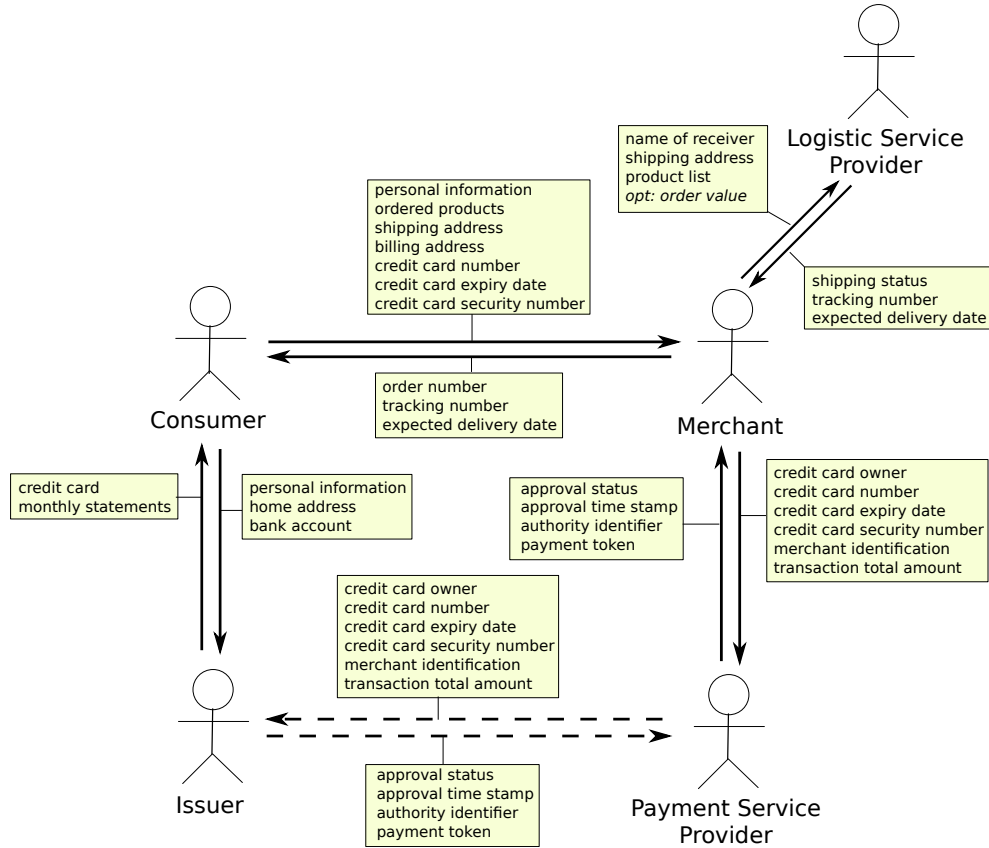 Logistic Service
Provider
name of receiver
shipping address
product list
opt: order value
personal information
ordered products
shipping address
billing address
credit card number
credit card expiry date
credit card security number
shipping status
tracking number
expected delivery date
order number
tracking number
expected delivery date
Consumer
Merchant
credit card
monthly statements
personal information
home address
bank account
approval status
approval time stamp
authority identifier
payment token
credit card owner
credit card number
credit card expiry date
credit card security number
merchant identification
transaction total amount
credit card owner
credit card number
credit card expiry date
credit card security number
merchant identification
transaction total amount
approval status
approval time stamp
authority identifier
payment token
Issuer
Payment Service
Provider